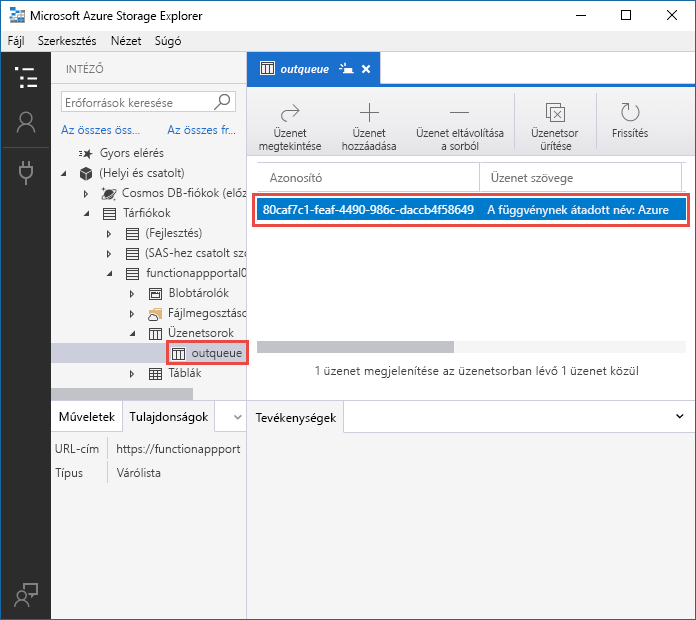 Microsoft Azure Storage Explorer
Fájl Szerkesztés Nézet Súgó
INTÉZŐ
Erőforrások keresése
Az összes öss... Az összes fr...
Gyors elérés
(Helyi és csatolt)
Cosmos DB-fiókok (előz
Tárfiókok
(Fejlesztés)
(SAS-hez csatolt szo
functionappportal0
Blobtárolók
Fájlmegosztáso
Üzenetsorok
outqueue
Táblák
Műveletek Tulajdonságok
URL-cím https://functionappport
Típus Várólista
outqueue
Üzenet megtekintése
Üzenet hozzáadása
Üzenet eltávolítása a sorból
Üzenetsor ürítése
Frissítés
Azonosító Üzenet szövege
80caf7c1-feaf-4490-986c-daccb4f58649 A függvénynek átadott név: Azure
1 üzenet megjelenítése az üzenetsorban lévő 1 üzenet közül
Tevékenységek